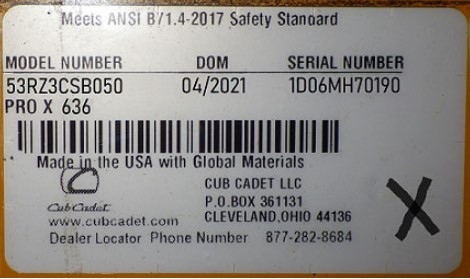 Meets ANSI B71.4-2017 Safety Standard
MODEL NUMBER DOM SERIAL NUMBER
53RZ3CSB050 04/2021 1D06MH70190
PRO X 636
Made in the USA with Global Materials
Cub Cadet
CUB CADET LLC
P.O.BOX 361131
www.cubcadet.com CLEVELAND,OHIO 44136
Dealer Locator Phone Number 877-282-8684
X